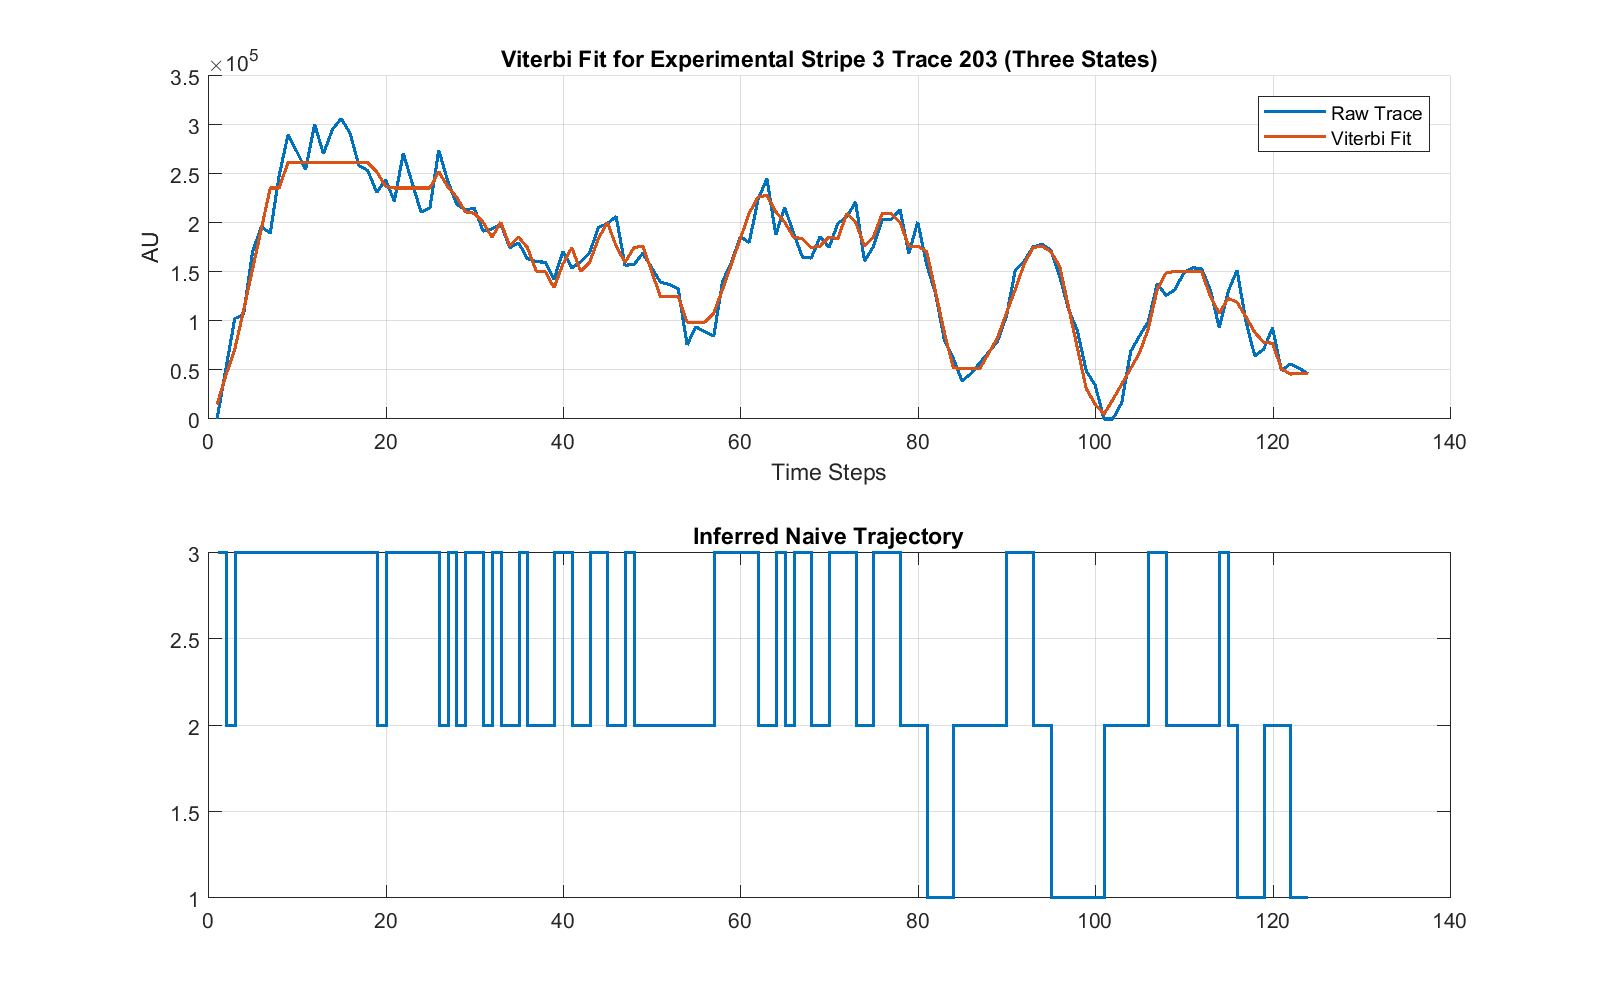 Viterbi Fit for Experimental Stripe 3 Trace 203 (Three States)
×10⁵
3.5
3
2.5
2
1.5
1
0.5
0
AU
Raw Trace
Viterbi Fit
0 20 40 60 80 100 120 140
Time Steps
Inferred Naive Trajectory
3
2.5
2
1.5
1
0 20 40 60 80 100 120 140